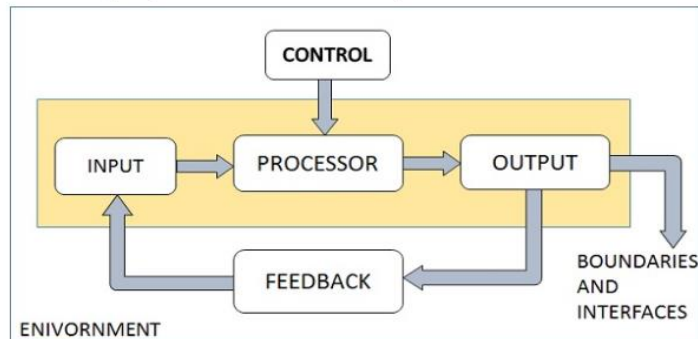 CONTROL
INPUT
PROCESSOR
OUTPUT
FEEDBACK
BOUNDARIES
AND
INTERFACES
ENIVORNMENT